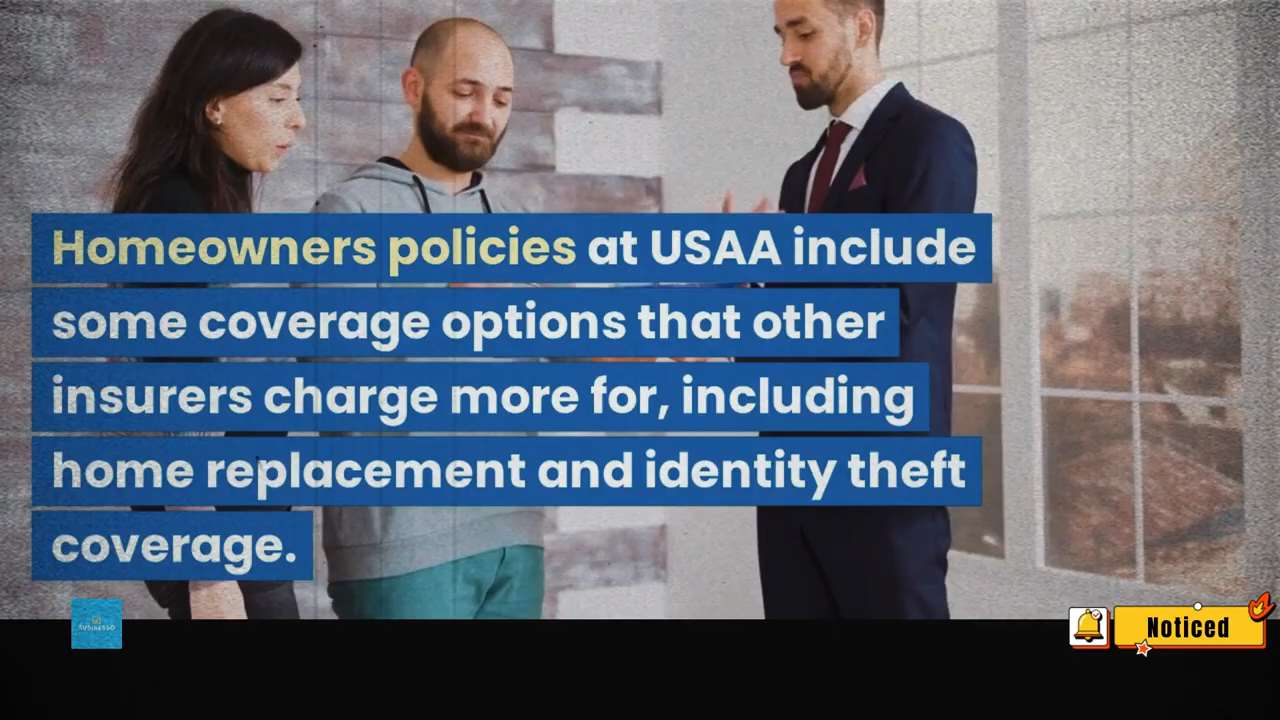 Homeowners policies at USAA include
some coverage options that other
insurers charge more for, including
home replacement and identity theft
coverage.
BUSINESSO
Noticed